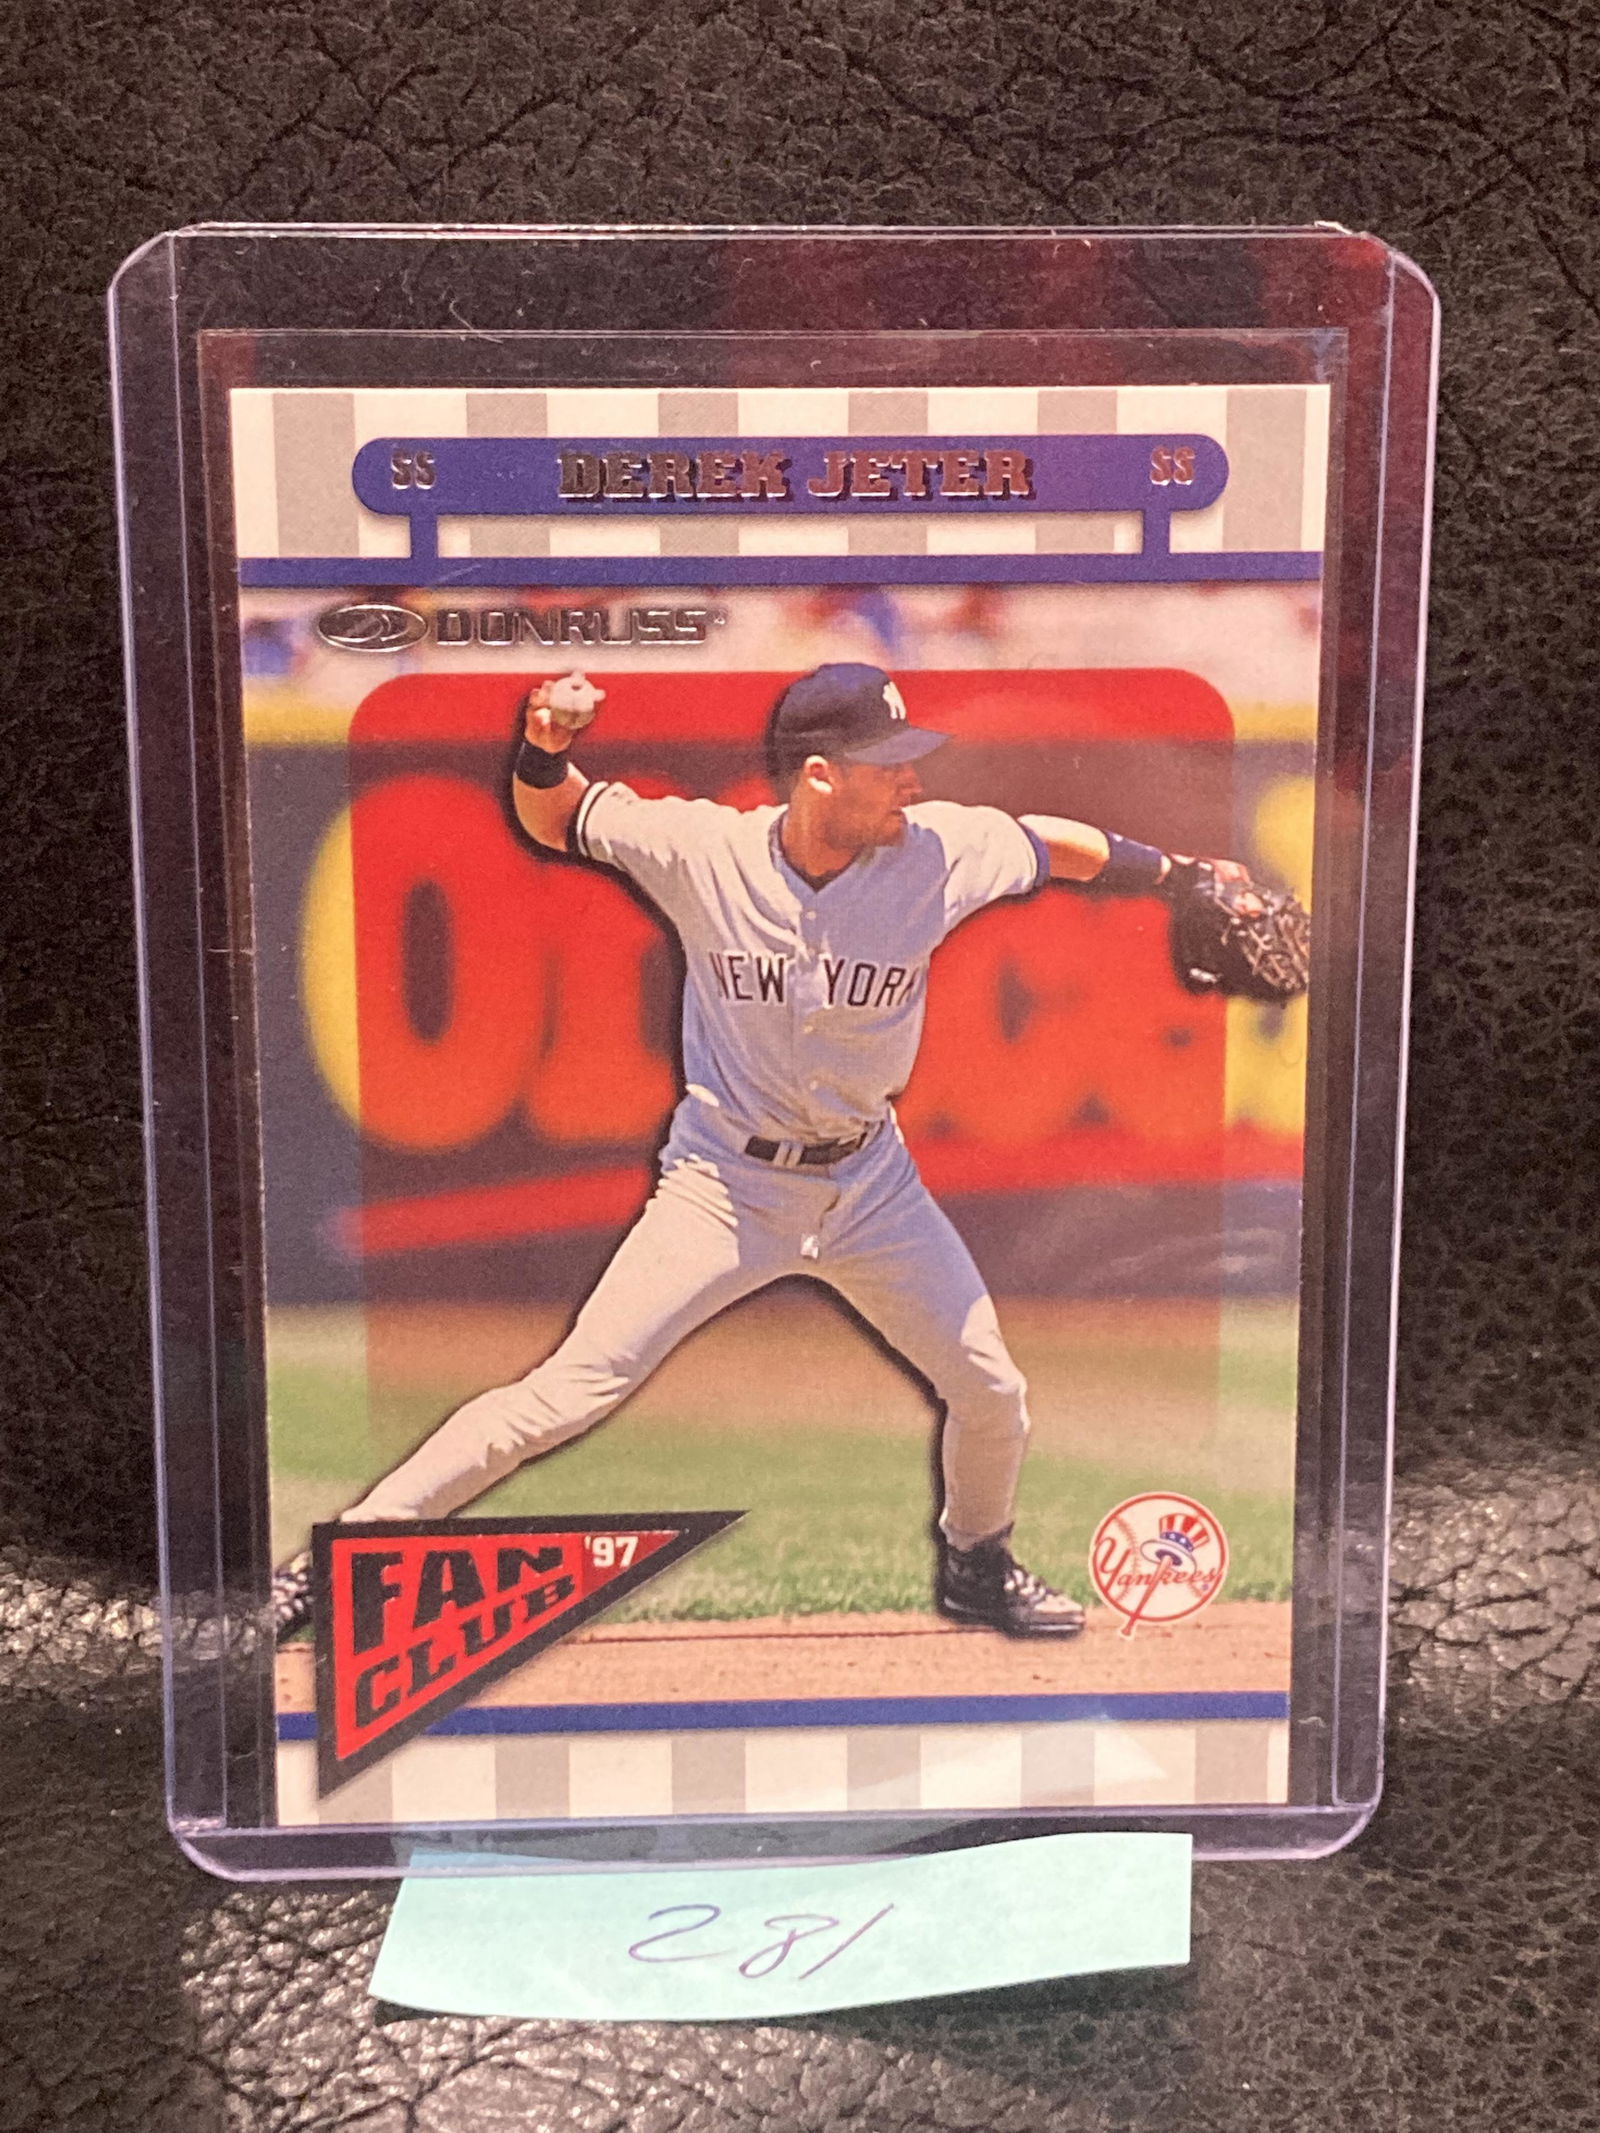 SS DEREK JETER SS
DONRUSS
NEW YORK
FAN '97
CLUB
Yankees
281